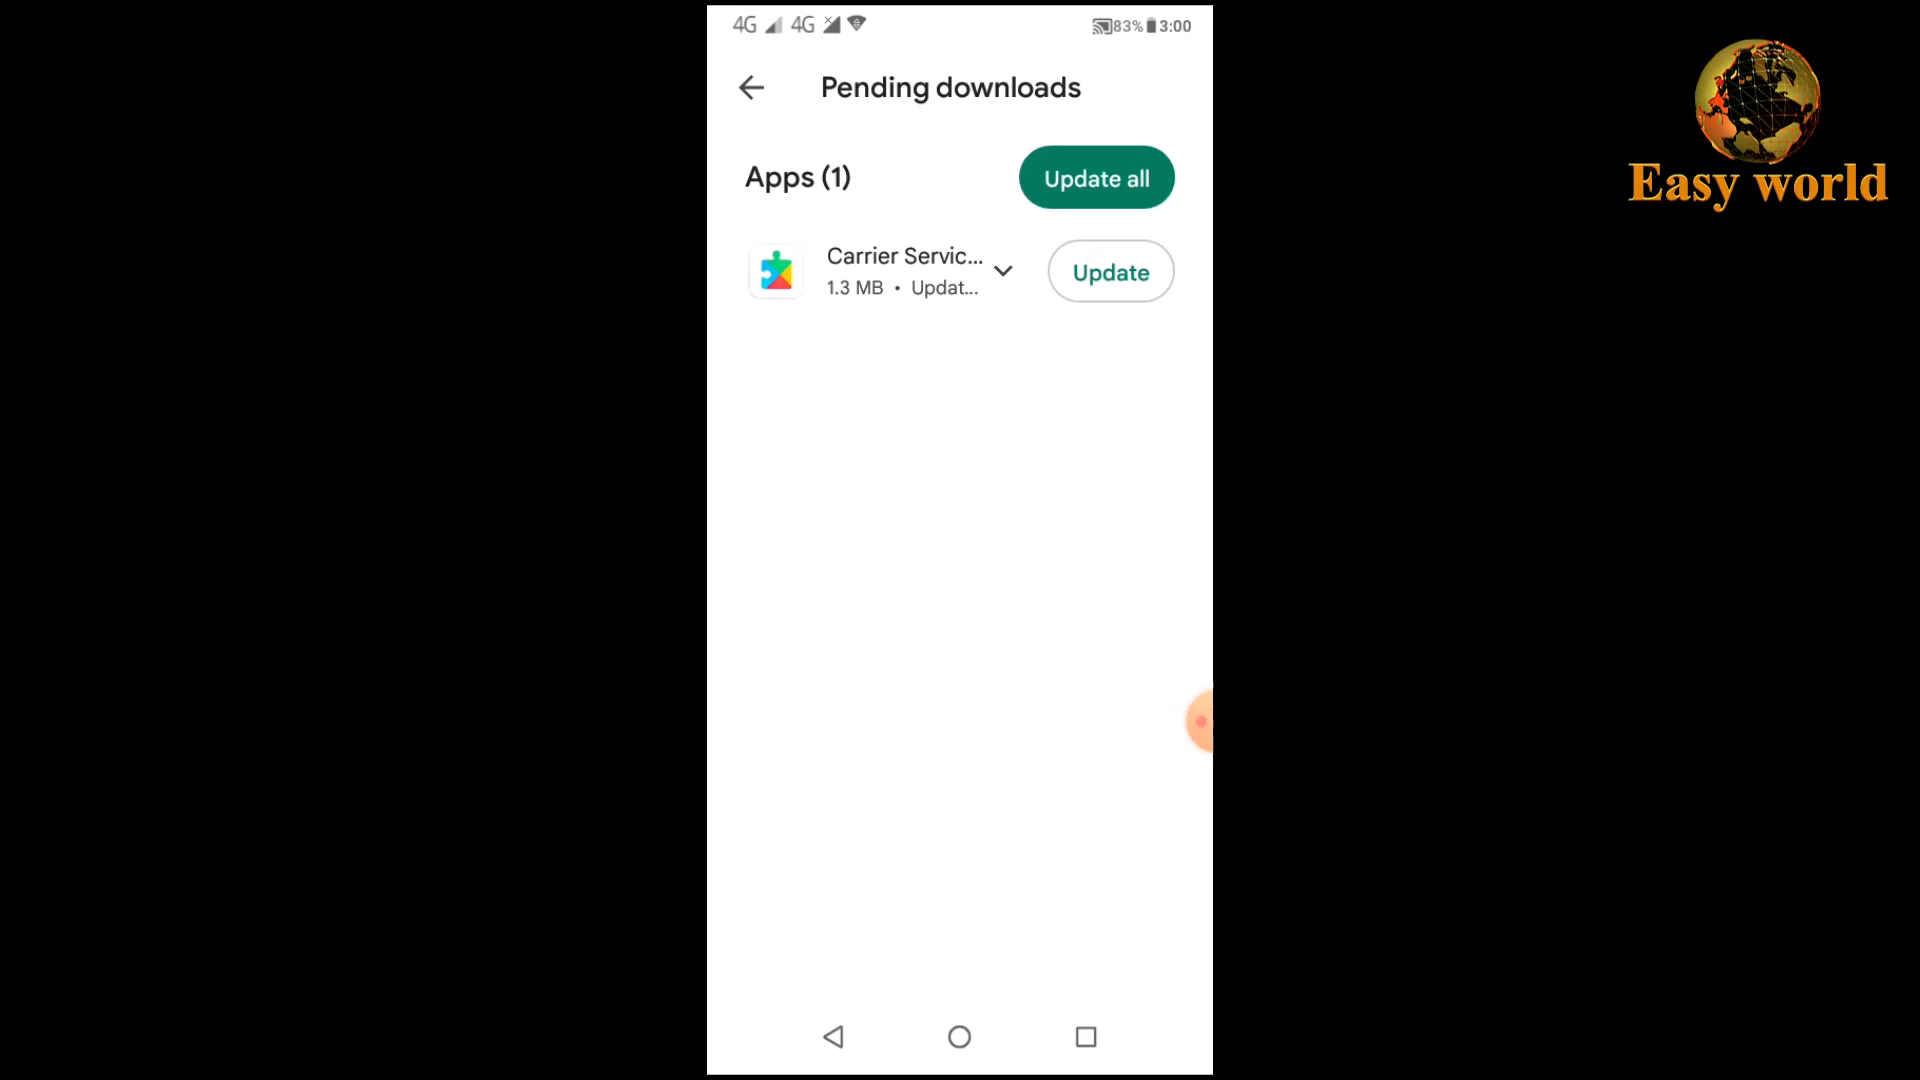 4G 4G 83% 3:00
Pending downloads
Apps (1)
Update all
Carrier Servic...
1.3 MB • Updat...
Update
Easy world